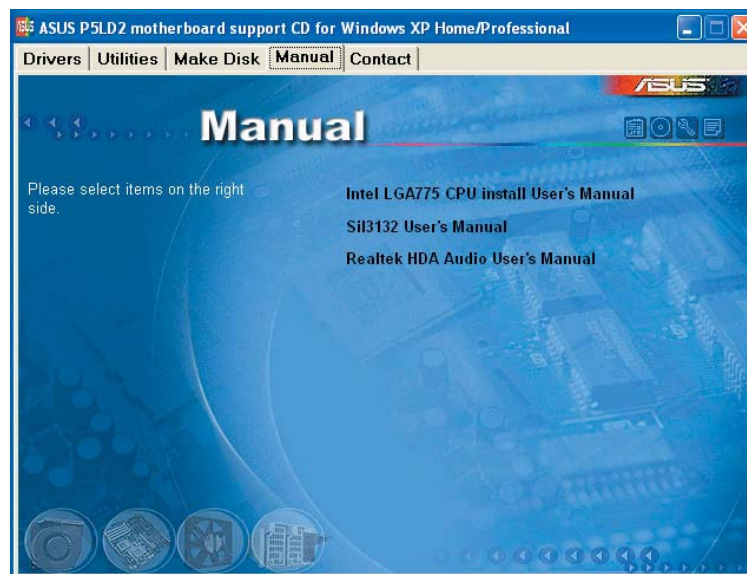 ASUS P5LD2 motherboard support CD for Windows XP Home/Professional
Drivers Utilities Make Disk Manual Contact
ASUS
Manual
Please select items on the right
side.
Intel LGA775 CPU install User's Manual
SiI3132 User's Manual
Realtek HDA Audio User's Manual